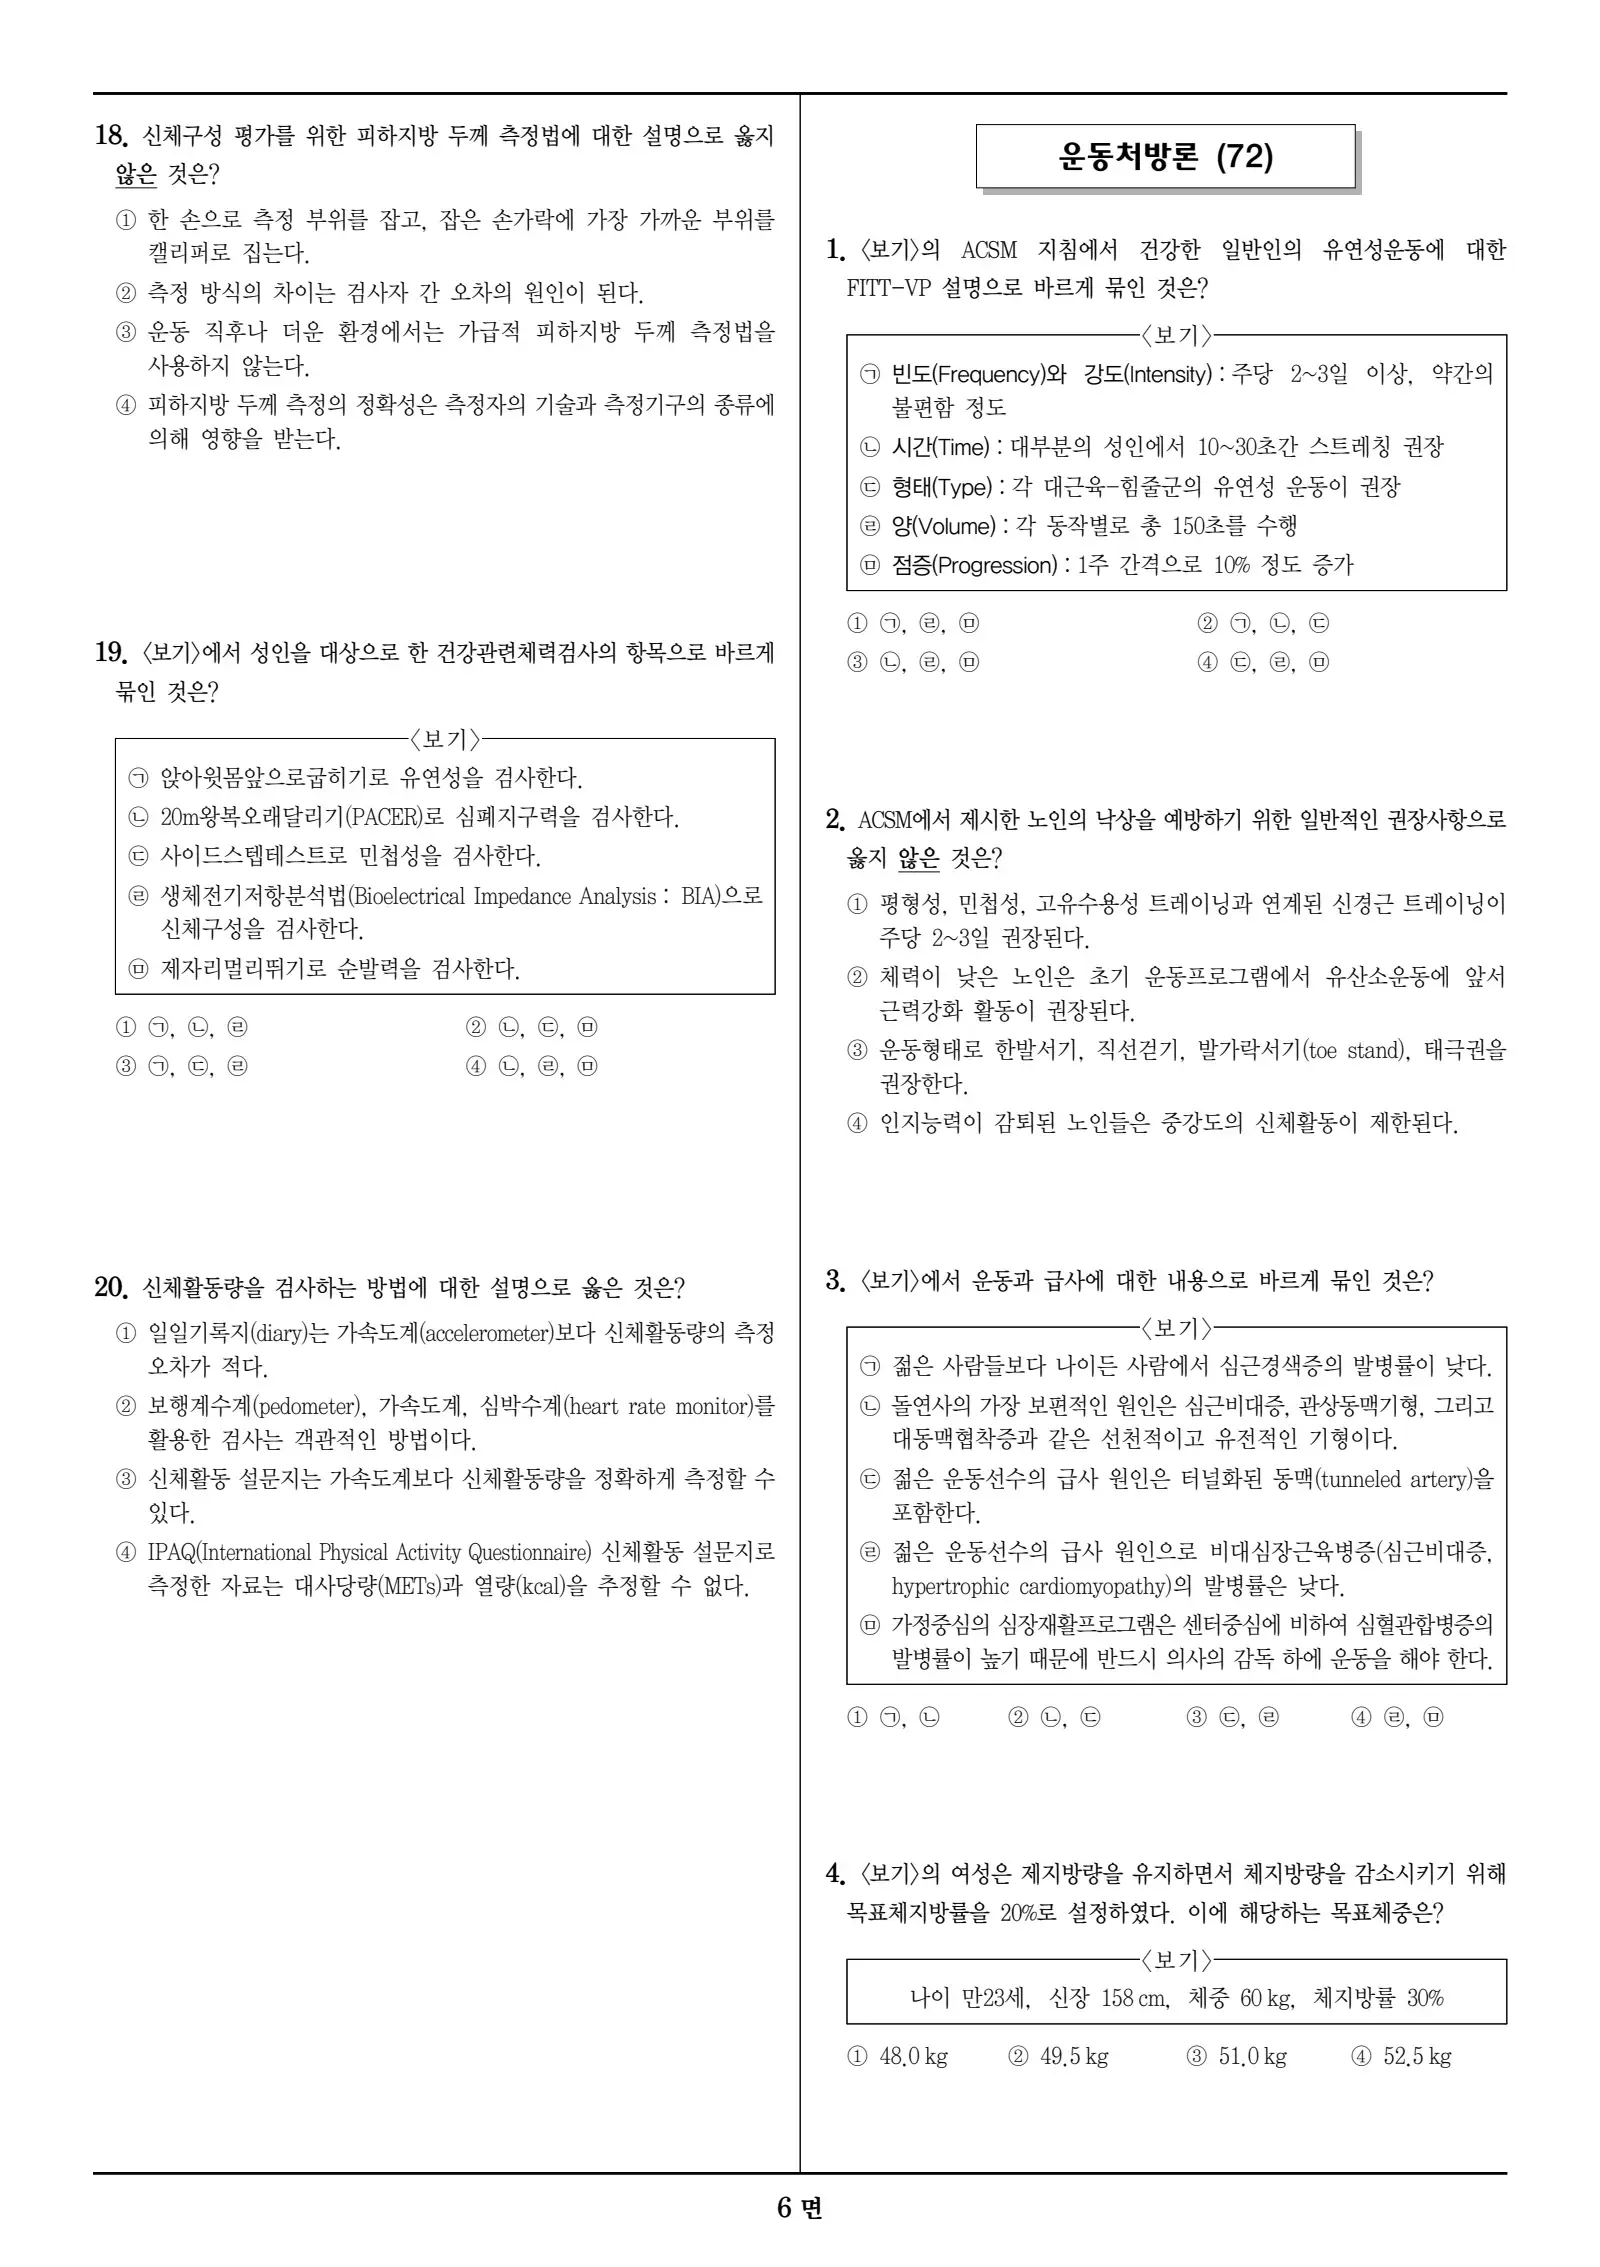 18. 신체구성 평가를 위한 피하지방 두께 측정법에 대한 설명으로 옳지
않은 것은?
① 한 손으로 측정 부위를 잡고, 잡은 손가락에 가장 가까운 부위를
캘리퍼로 집는다.
② 측정 방식의 차이는 검사자 간 오차의 원인이 된다.
③ 운동 직후나 더운 환경에서는 가급적 피하지방 두께 측정법을
사용하지 않는다.
④ 피하지방 두께 측정의 정확성은 측정자의 기술과 측정기구의 종류에
의해 영향을 받는다.
19. 〈보기〉에서 성인을 대상으로 한 건강관련체력검사의 항목으로 바르게
묶인 것은?
〈보기〉
㉠ 앉아윗몸앞으로굽히기로 유연성을 검사한다.
㉡ 20m왕복오래달리기(PACER)로 심폐지구력을 검사한다.
㉢ 사이드스텝테스트로 민첩성을 검사한다.
㉣ 생체전기저항분석법(Bioelectrical Impedance Analysis : BIA)으로
신체구성을 검사한다.
㉤ 제자리멀리뛰기로 순발력을 검사한다.
① ㉠, ㉡, ㉣ ② ㉡, ㉢, ㉤
③ ㉠, ㉢, ㉣ ④ ㉡, ㉣, ㉤
20. 신체활동량을 검사하는 방법에 대한 설명으로 옳은 것은?
① 일일기록지(diary)는 가속도계(accelerometer)보다 신체활동량의 측정
오차가 적다.
② 보행계수계(pedometer), 가속도계, 심박수계(heart rate monitor)를
활용한 검사는 객관적인 방법이다.
③ 신체활동 설문지는 가속도계보다 신체활동량을 정확하게 측정할 수
있다.
④ IPAQ(International Physical Activity Questionnaire) 신체활동 설문지로
측정한 자료는 대사당량(METs)과 열량(kcal)을 추정할 수 없다.
운동처방론 (72)
1. 〈보기〉의 ACSM 지침에서 건강한 일반인의 유연성운동에 대한
FITT-VP 설명으로 바르게 묶인 것은?
〈보기〉
㉠ 빈도(Frequency)와 강도(Intensity) : 주당 2~3일 이상, 약간의
불편함 정도
㉡ 시간(Time) : 대부분의 성인에서 10~30초간 스트레칭 권장
㉢ 형태(Type) : 각 대근육-힘줄군의 유연성 운동이 권장
㉣ 양(Volume) : 각 동작별로 총 150초를 수행
㉤ 점증(Progression) : 1주 간격으로 10% 정도 증가
① ㉠, ㉣, ㉤ ② ㉠, ㉡, ㉢
③ ㉡, ㉣, ㉤ ④ ㉢, ㉣, ㉤
2. ACSM에서 제시한 노인의 낙상을 예방하기 위한 일반적인 권장사항으로
옳지 않은 것은?
① 평형성, 민첩성, 고유수용성 트레이닝과 연계된 신경근 트레이닝이
주당 2~3일 권장된다.
② 체력이 낮은 노인은 초기 운동프로그램에서 유산소운동에 앞서
근력강화 활동이 권장된다.
③ 운동형태로 한발서기, 직선걷기, 발가락서기(toe stand), 태극권을
권장한다.
④ 인지능력이 감퇴된 노인들은 중강도의 신체활동이 제한된다.
3. 〈보기〉에서 운동과 급사에 대한 내용으로 바르게 묶인 것은?
〈보기〉
㉠ 젊은 사람들보다 나이든 사람에서 심근경색증의 발병률이 낮다.
㉡ 돌연사의 가장 보편적인 원인은 심근비대증, 관상동맥기형, 그리고
대동맥협착증과 같은 선천적이고 유전적인 기형이다.
㉢ 젊은 운동선수의 급사 원인은 터널화된 동맥(tunneled artery)을
포함한다.
㉣ 젊은 운동선수의 급사 원인으로 비대심장근육병증(심근비대증,
hypertrophic cardiomyopathy)의 발병률은 낮다.
㉤ 가정중심의 심장재활프로그램은 센터중심에 비하여 심혈관합병증의
발병률이 높기 때문에 반드시 의사의 감독 하에 운동을 해야 한다.
① ㉠, ㉡ ② ㉡, ㉢ ③ ㉢, ㉣ ④ ㉣, ㉤
4. 〈보기〉의 여성은 제지방량을 유지하면서 체지방량을 감소시키기 위해
목표체지방률을 20%로 설정하였다. 이에 해당하는 목표체중은?
〈보기〉
나이 만23세, 신장 158 cm, 체중 60 kg, 체지방률 30%
① 48.0 kg ② 49.5 kg ③ 51.0 kg ④ 52.5 kg
6 면